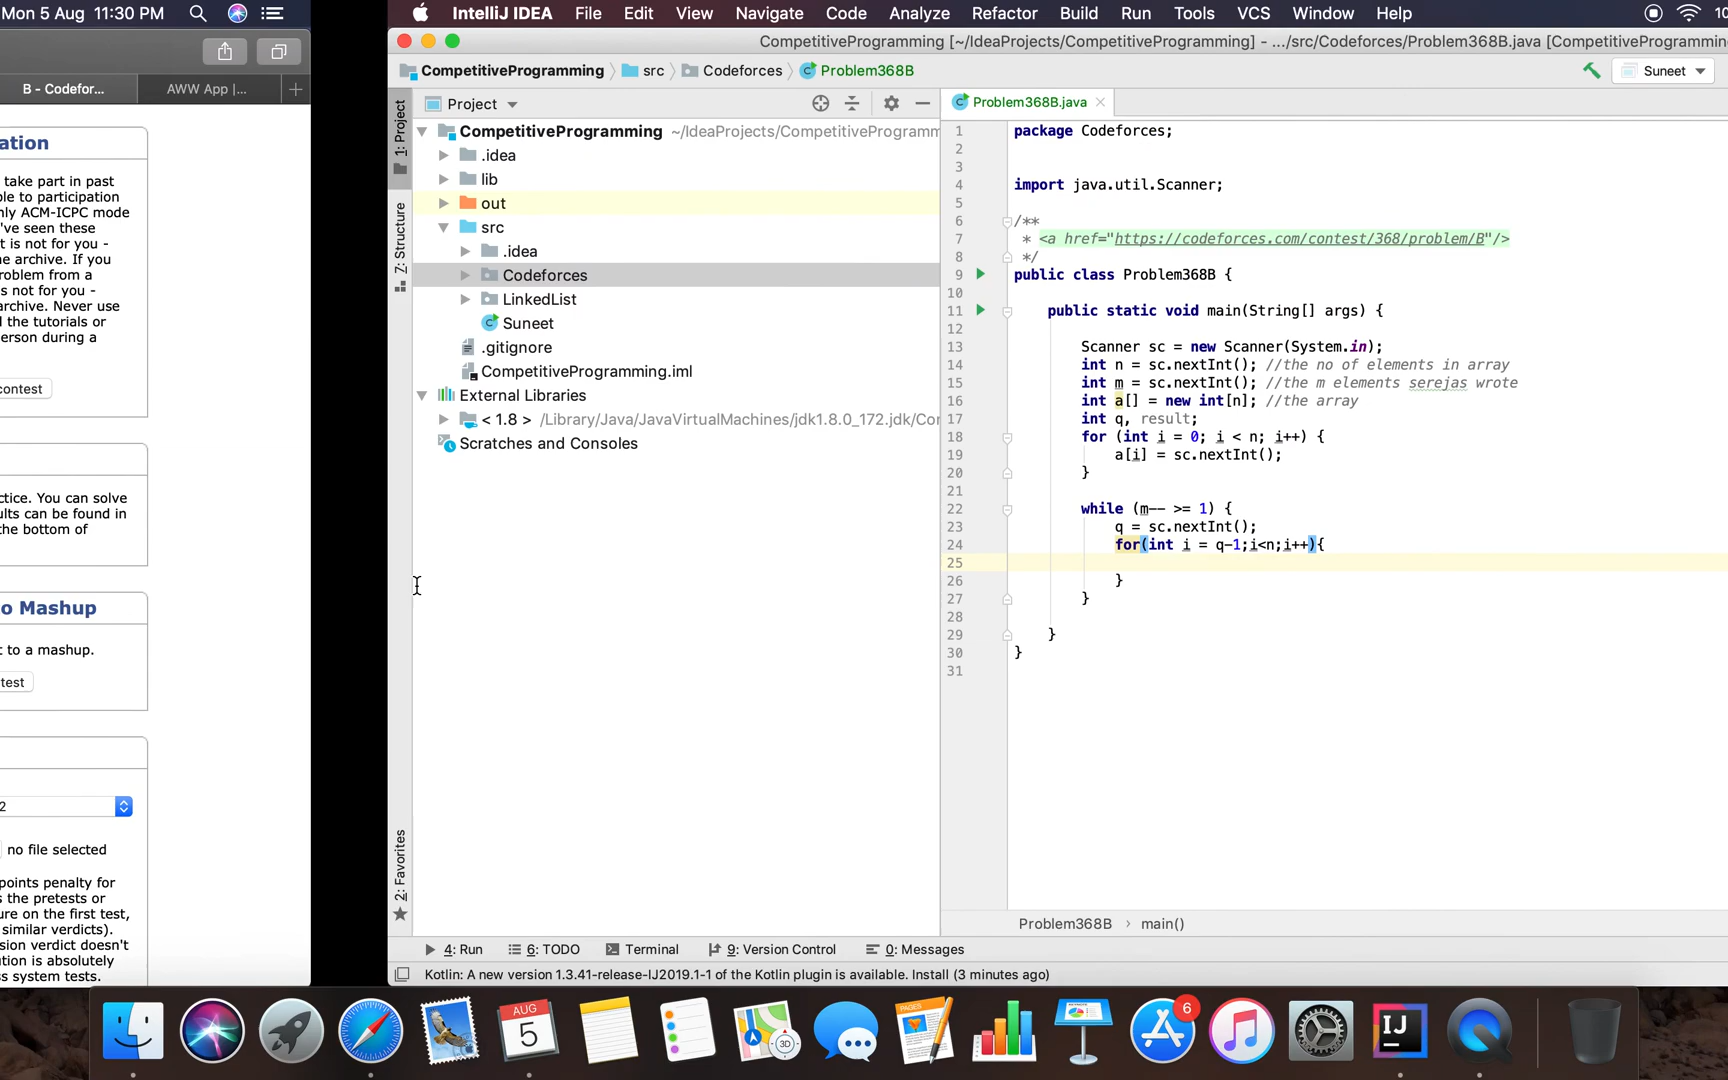 Mon 5 Aug 11:30 PM
B - Codefor...
AWW App |...
ation
take part in past
ble to participation
nly ACM-ICPC mode
've seen these
t is not for you -
e archive. If you
roblem from a
s not for you -
archive. Never use
l the tutorials or
erson during a
contest
ctice. You can solve
ults can be found in
the bottom of
o Mashup
t to a mashup.
test
2
no file selected
points penalty for
s the pretests or
ure on the first test,
similar verdicts).
sion verdict doesn't
ution is absolutely
s system tests.
IntelliJ IDEA File Edit View Navigate Code Analyze Refactor Build Run Tools VCS Window Help 10
CompetitiveProgramming [~/IdeaProjects/CompetitiveProgramming] - .../src/Codeforces/Problem368B.java [CompetitiveProgrammin
CompetitiveProgramming src Codeforces Problem368B
Suneet
1: Project
7: Structure
2: Favorites
Project
CompetitiveProgramming ~/IdeaProjects/CompetitiveProgramm
.idea
lib
out
src
.idea
Codeforces
LinkedList
Suneet
.gitignore
CompetitiveProgramming.iml
External Libraries
< 1.8 > /Library/Java/JavaVirtualMachines/jdk1.8.0_172.jdk/Co
Scratches and Consoles
Problem368B.java
1 package Codeforces;
2
3
4 import java.util.Scanner;
5
6 /**
7 * <a href="https://codeforces.com/contest/368/problem/B"/>
8 */
9 public class Problem368B {
10
11 public static void main(String[] args) {
12
13 Scanner sc = new Scanner(System.in);
14 int n = sc.nextInt(); //the no of elements in array
15 int m = sc.nextInt(); //the m elements serejas wrote
16 int a[] = new int[n]; //the array
17 int q, result;
18 for (int i = 0; i < n; i++) {
19 a[i] = sc.nextInt();
20 }
21
22 while (m-- >= 1) {
23 q = sc.nextInt();
24 for(int i = q-1;i<n;i++){
25
26 }
27 }
28
29 }
30 }
31
Problem368B › main()
4: Run 6: TODO Terminal 9: Version Control 0: Messages
Kotlin: A new version 1.3.41-release-IJ2019.1-1 of the Kotlin plugin is available. Install (3 minutes ago)
AUG
5
3D
PAGES
6
IJ